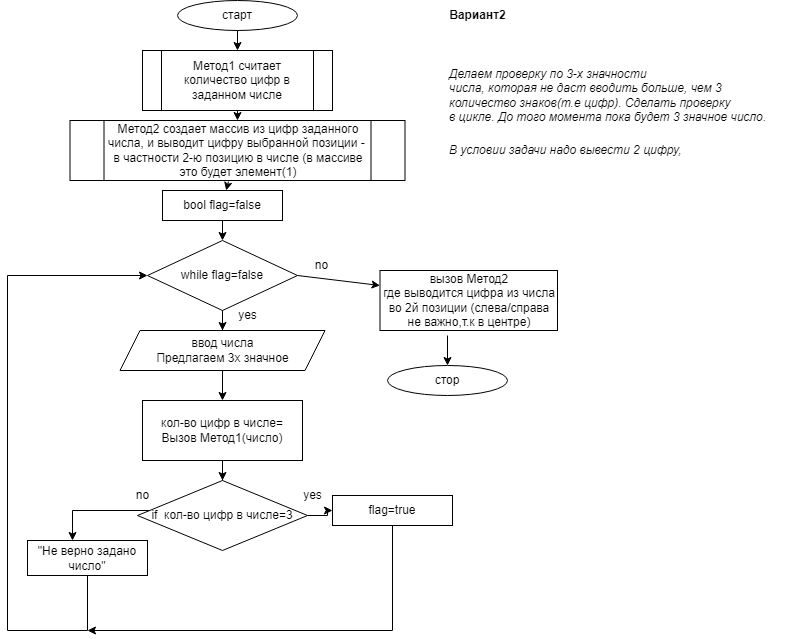 старт
Вариант2
Метод1 считает
количество цифр в
заданном числе
Делаем проверку по 3-х значности
числа, которая не даст вводить больше, чем 3
количество знаков(т.е цифр). Сделать проверку
в цикле. До того момента пока будет 3 значное число.
В условии задачи надо вывести 2 цифру,
Метод2 создает массив из цифр заданного
числа, и выводит цифру выбранной позиции -
в частности 2-ю позицию в числе (в массиве
это будет элемент(1)
bool flag=false
while flag=false
no
yes
вызов Метод2
где выводится цифра из числа
во 2й позиции (слева/справа
не важно,т.к в центре)
ввод числа
Предлагаем 3х значное
стор
кол-во цифр в числе=
Вызов Метод1(число)
no
yes
if кол-во цифр в числе=3
flag=true
"Не верно задано
число"